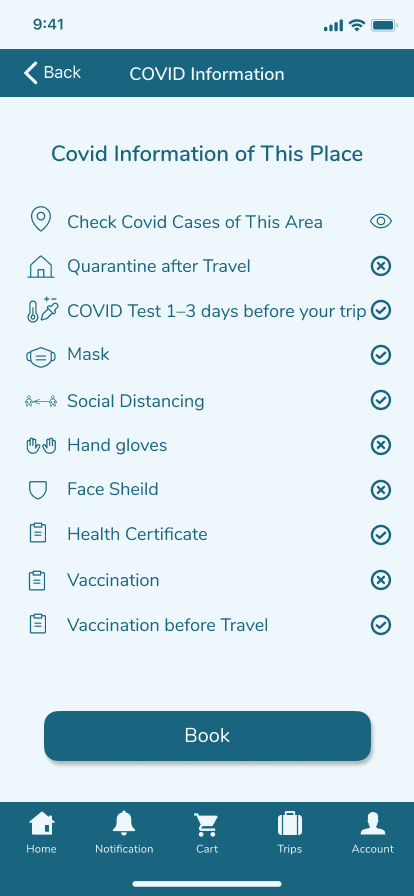 9:41
Back
COVID Information
Covid Information of This Place
Check Covid Cases of This Area
Quarantine after Travel
COVID Test 1–3 days before your trip
Mask
Social Distancing
Hand gloves
Face Sheild
Health Certificate
Vaccination
Vaccination before Travel
Book
Home Notification Cart Trips Account